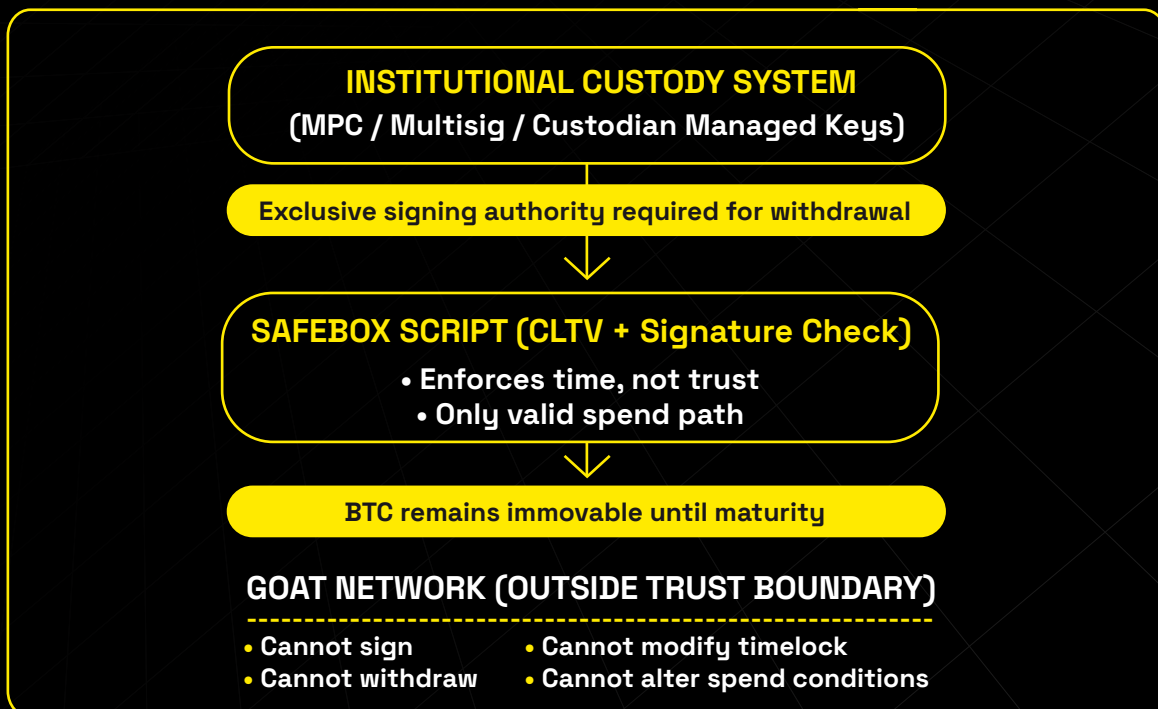 INSTITUTIONAL CUSTODY SYSTEM
(MPC / Multisig / Custodian Managed Keys)
Exclusive signing authority required for withdrawal
SAFEBOX SCRIPT (CLTV + Signature Check)
• Enforces time, not trust
• Only valid spend path
BTC remains immovable until maturity
GOAT NETWORK (OUTSIDE TRUST BOUNDARY)
• Cannot sign
• Cannot withdraw
• Cannot modify timelock
• Cannot alter spend conditions